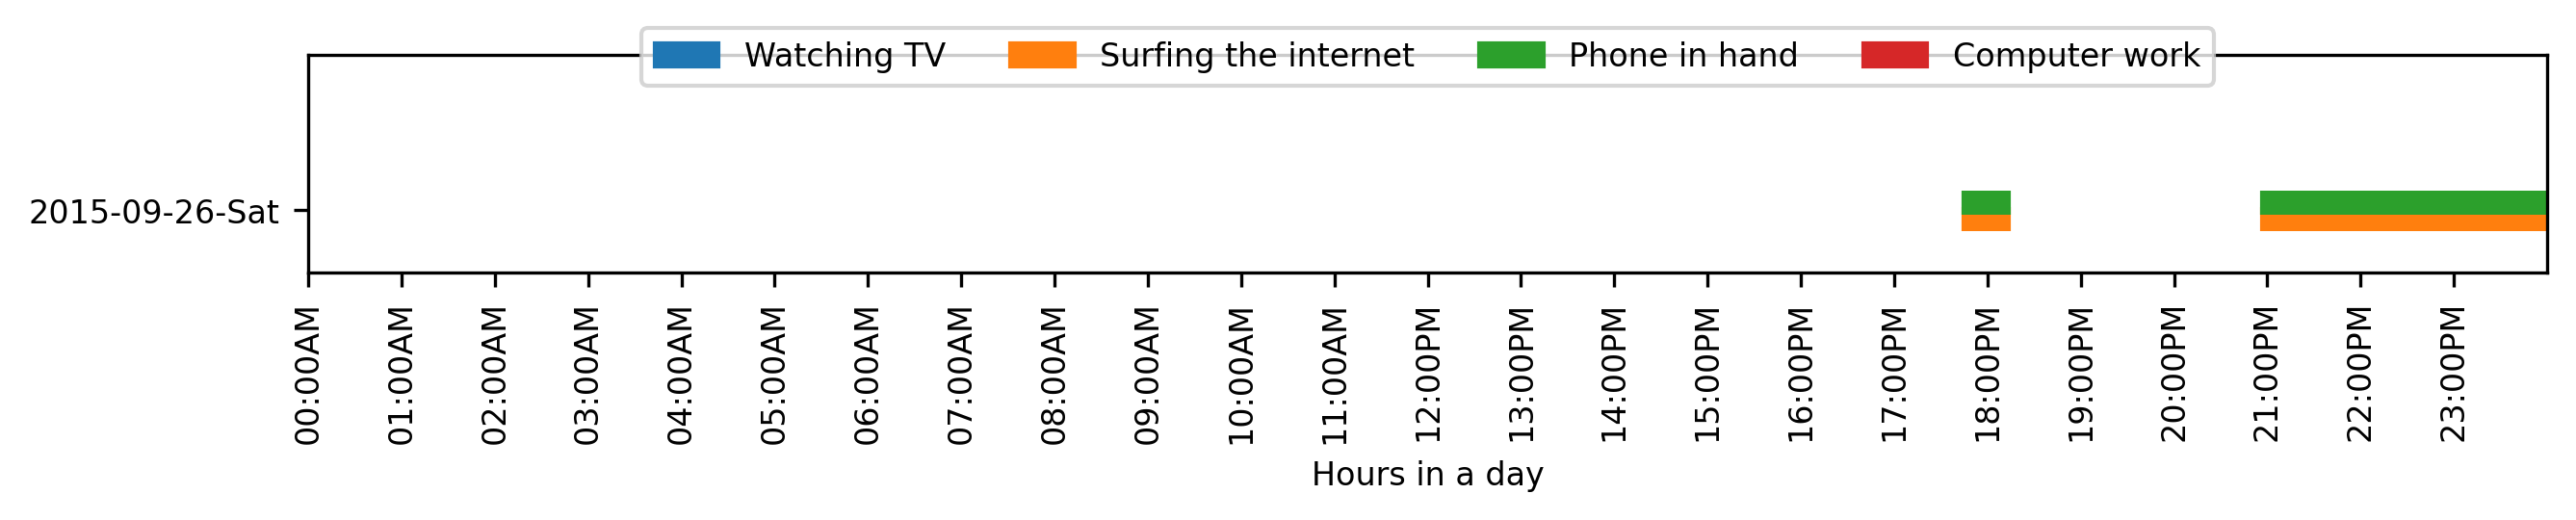 Watching TV Surfing the internet Phone in hand Computer work
2015-09-26-Sat
00:00AM 01:00AM 02:00AM 03:00AM 04:00AM 05:00AM 06:00AM 07:00AM 08:00AM 09:00AM 10:00AM 11:00AM 12:00PM 13:00PM 14:00PM 15:00PM 16:00PM 17:00PM 18:00PM 19:00PM 20:00PM 21:00PM 22:00PM 23:00PM
Hours in a day